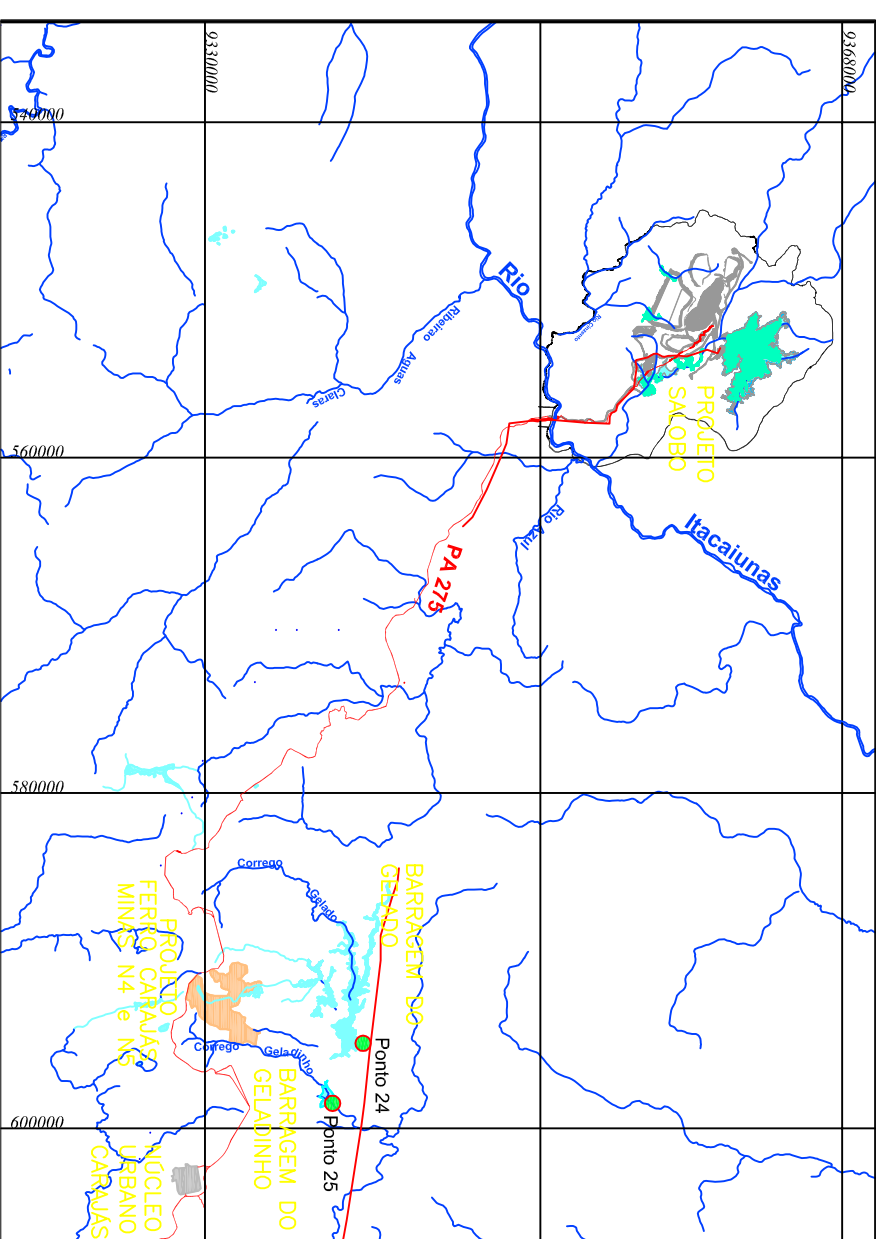 9330000
9368000
540000
Rio
Ribeirao
Aguas
Claras
PROJETO
SALOBO
560000
Itacaiunas
Rio Azul
PA 275
580000
Corrego
Gelado
BARRAGEM DO
GELADO
PROJETO
FERRO CARAJÁS
MINAS N4 e N5
Corrego
Geladinho
BARRAGEM DO
GELADINHO
Ponto 24
Ponto 25
600000
NÚCLEO
URBANO
CARAJÁS